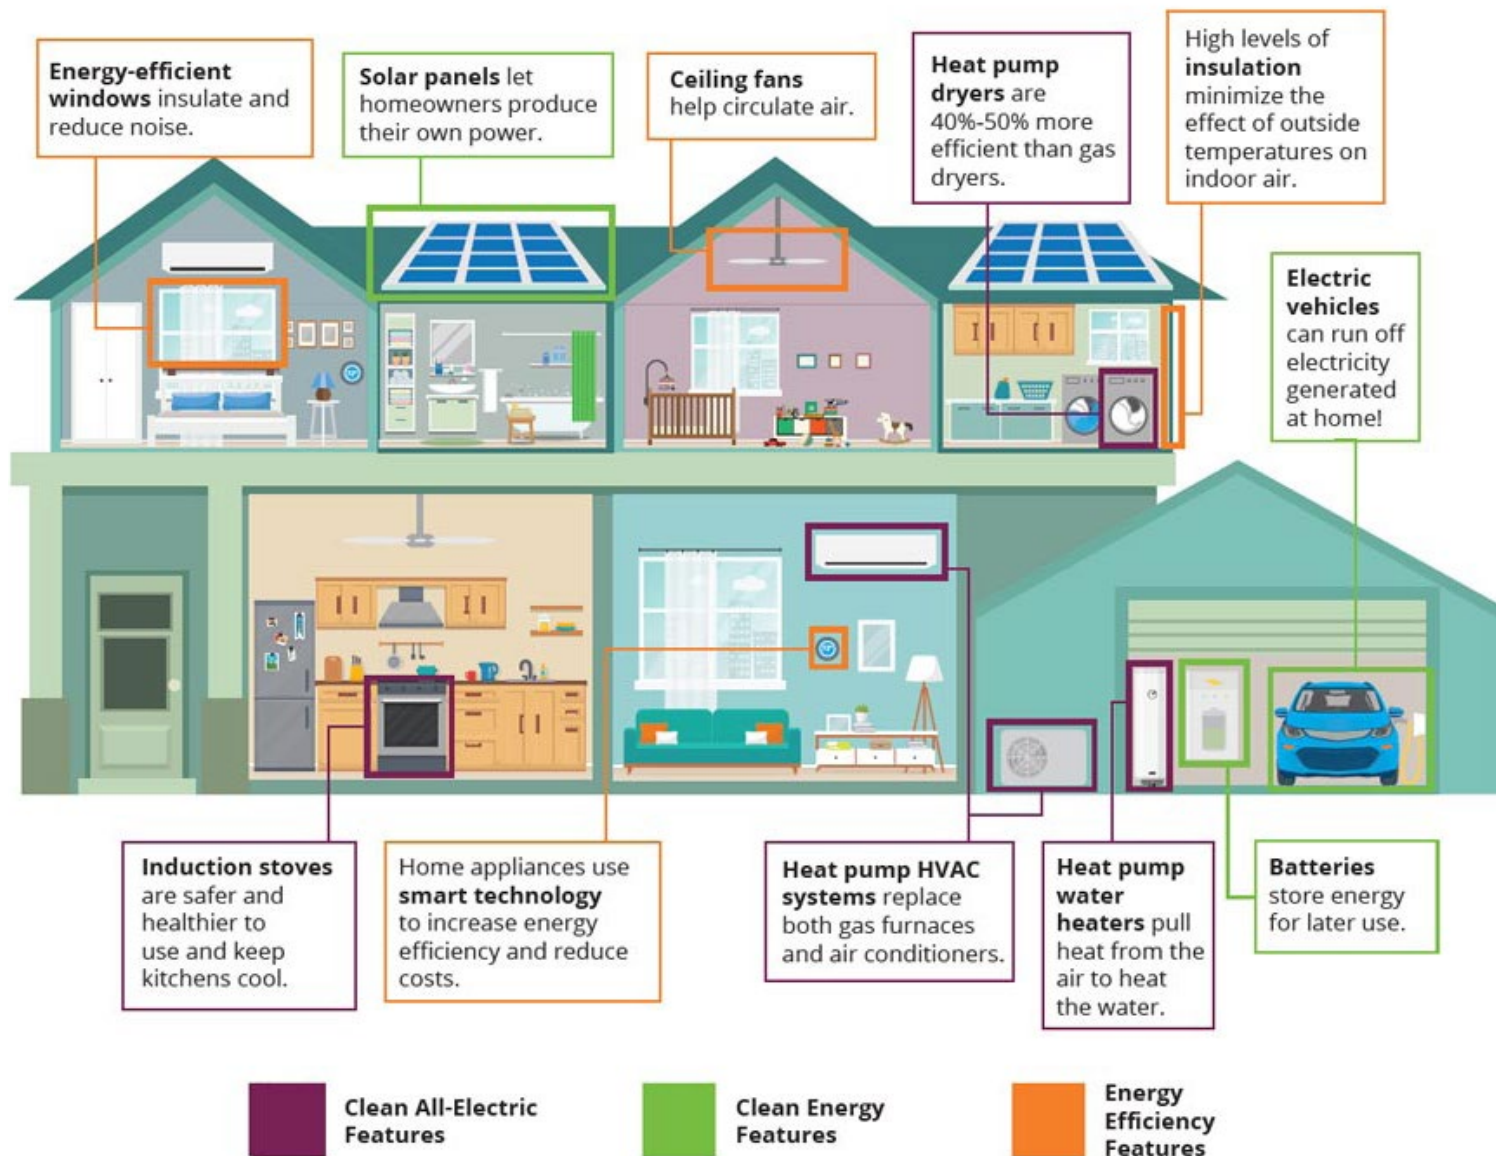 Energy-efficient
windows insulate and
reduce noise.
Solar panels let
homeowners produce
their own power.
Ceiling fans
help circulate air.
Heat pump
dryers are
40%-50% more
efficient than gas
dryers.
High levels of
insulation
minimize the
effect of outside
temperatures on
indoor air.
Electric
vehicles
can run off
electricity
generated
at home!
Induction stoves
are safer and
healthier to
use and keep
kitchens cool.
Home appliances use
smart technology
to increase energy
efficiency and reduce
costs.
Heat pump HVAC
systems replace
both gas furnaces
and air conditioners.
Heat pump
water
heaters pull
heat from the
air to heat
the water.
Batteries
store energy
for later use.
Clean All-Electric
Features
Clean Energy
Features
Energy
Efficiency
Features